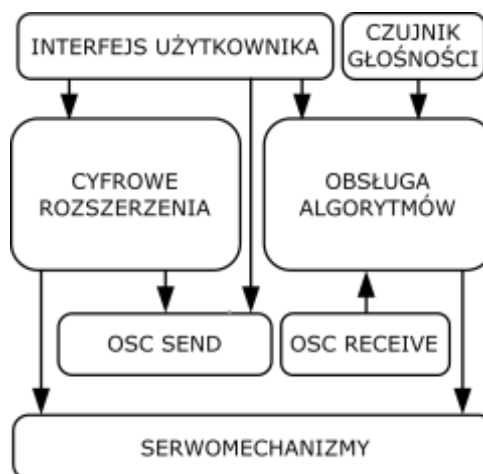 INTERFEJS UŻYTKOWNIKA
CZUJNIK
GŁOŚNOŚCI
CYFROWE
ROZSZERZENIA
OBSŁUGA
ALGORYTMÓW
OSC SEND
OSC RECEIVE
SERWOMECHANIZMY